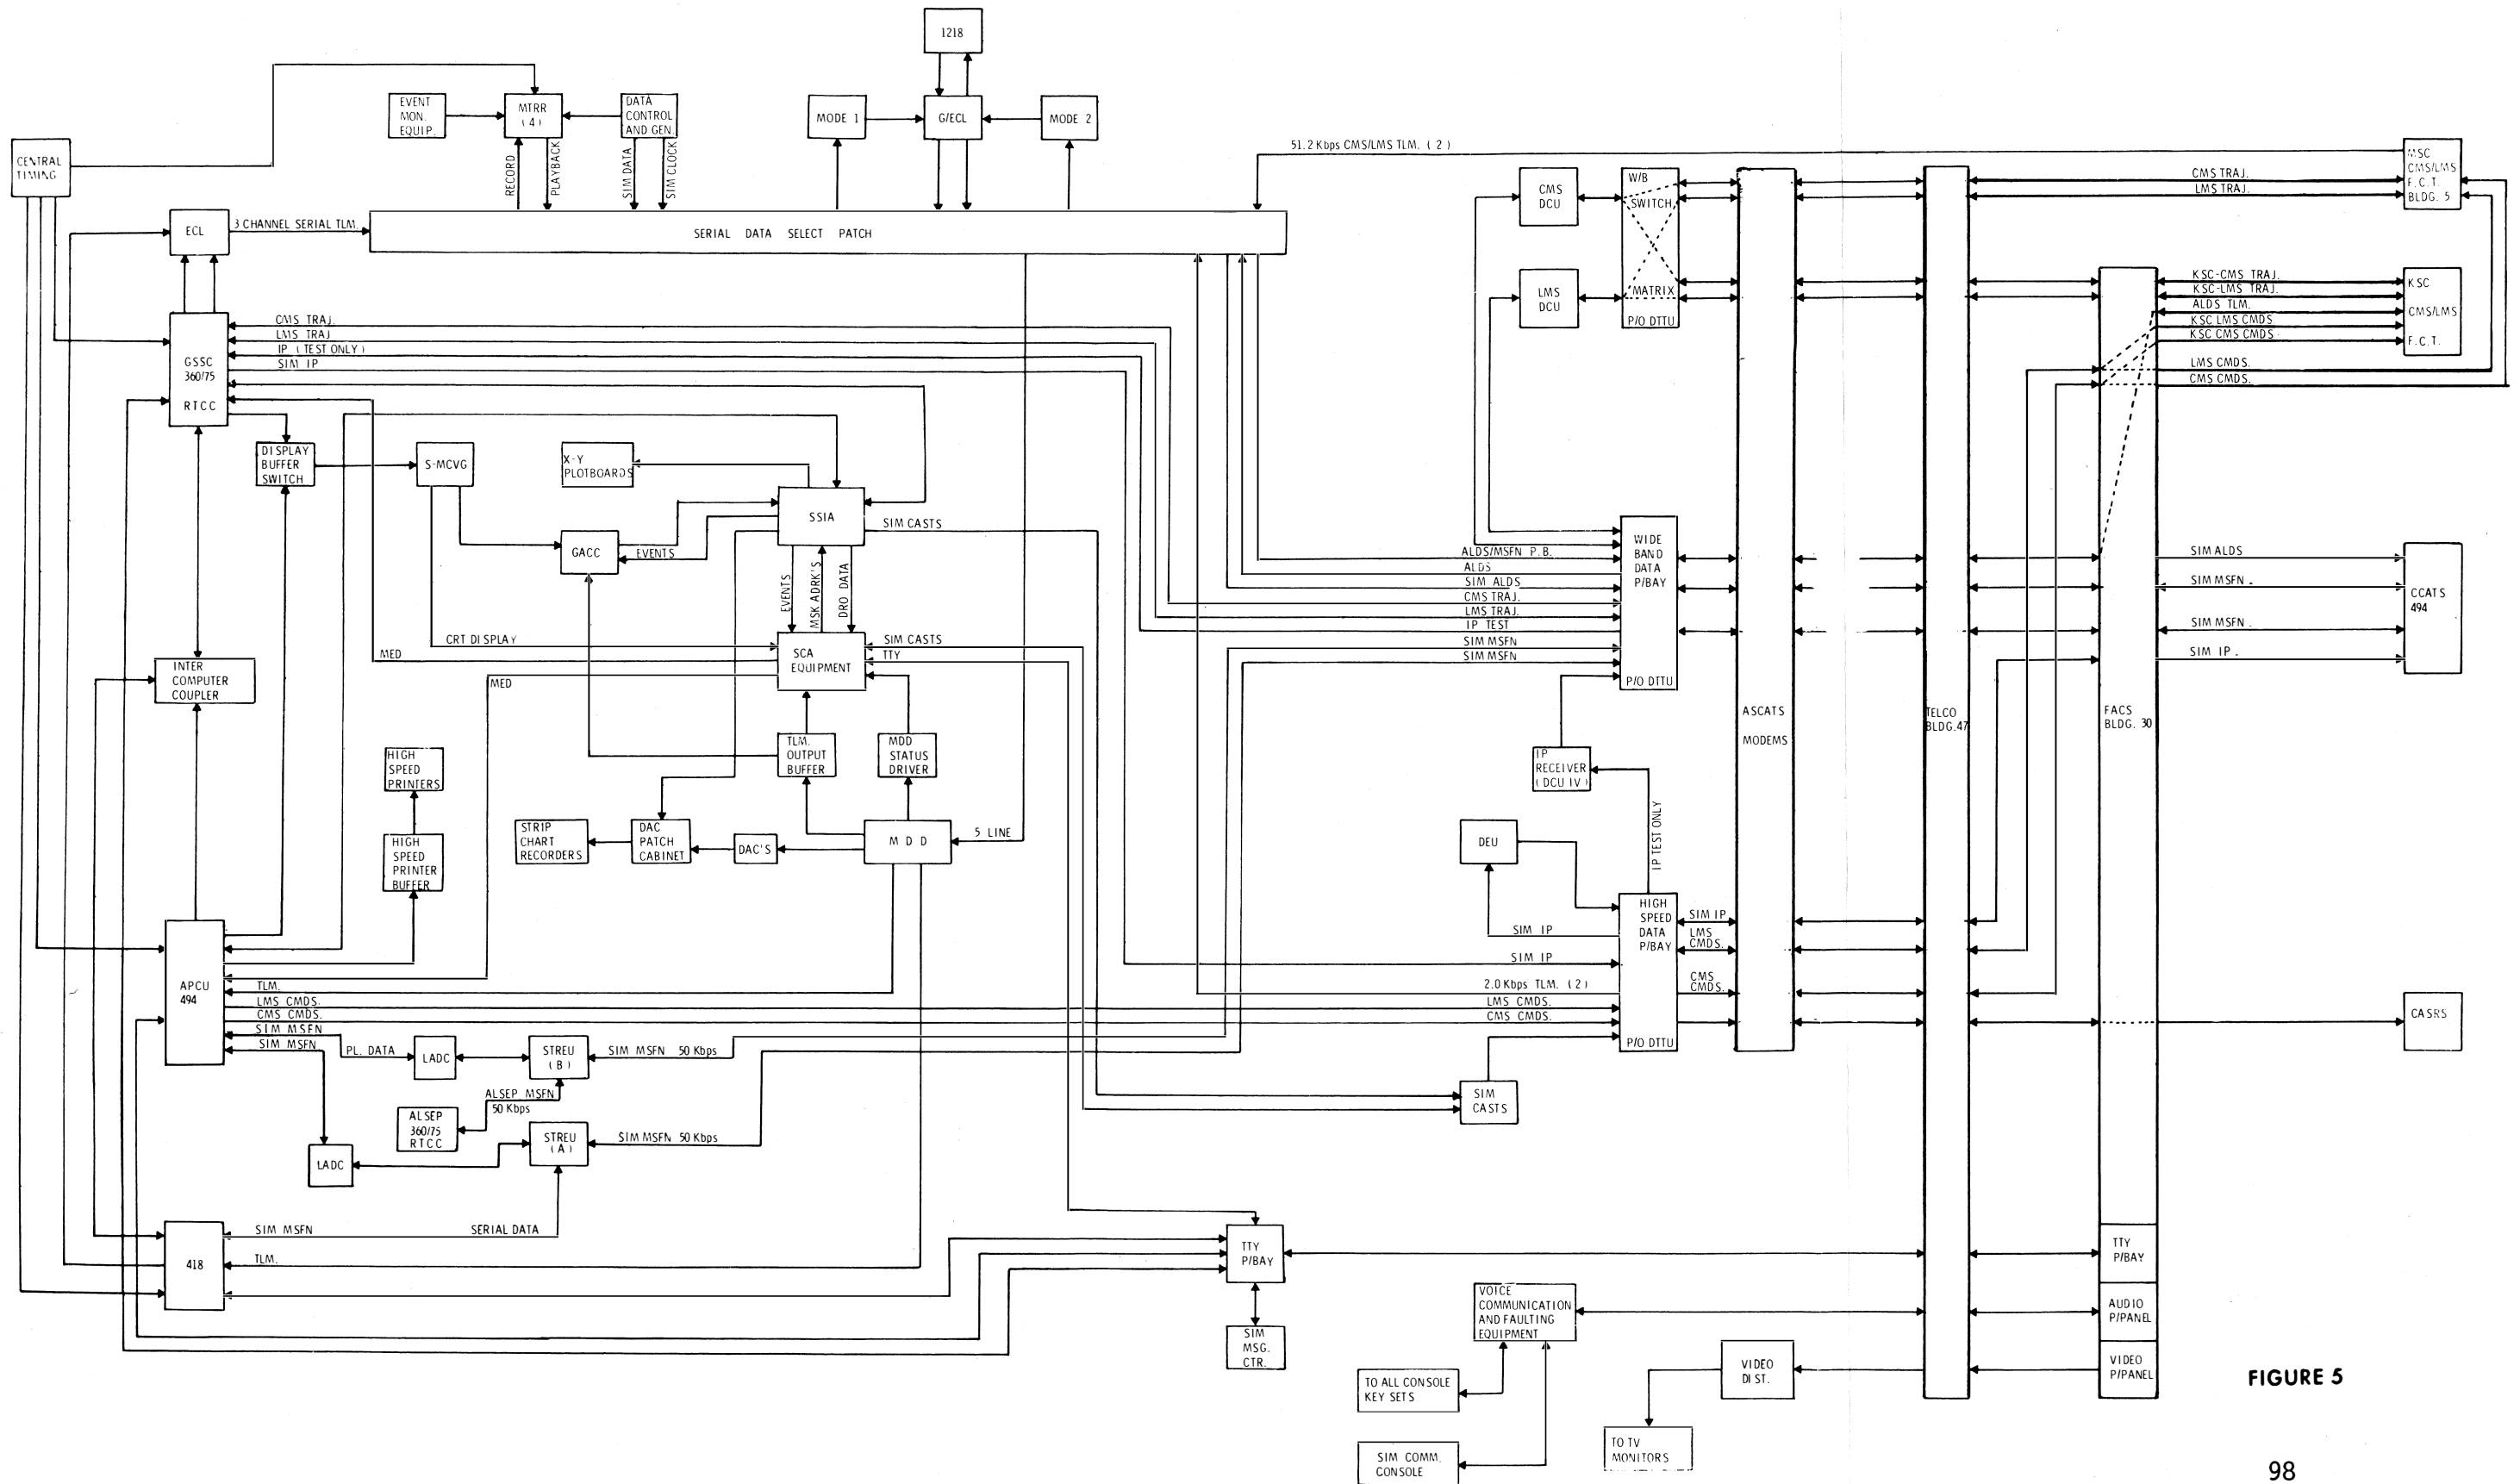 1218
EVENT
MON.
EQUIP.
MTRR
(4)
DATA
CONTROL
AND GEN.
MODE 1
G/ECL
MODE 2
CENTRAL
TIMING
RECORD
PLAYBACK
SIM DATA
SIM CLOCK
51.2 Kbps CMS/LMS TLM. (2)
MSC
CMS/LMS
F.C.T.
BLDG. 5
CMS TRAJ.
LMS TRAJ.
ECL
3 CHANNEL SERIAL TLM.
SERIAL DATA SELECT PATCH
CMS
DCU
LMS
DCU
W/B
SWITCH
MATRIX
P/O DTTU
KSC-CMS TRAJ.
KSC-LMS TRAJ.
ALDS TLM.
KSC LMS CMDS
KSC CMS CMDS
LMS CMDS.
CMS CMDS.
KSC
CMS/LMS
F.C.T.
GSSC
360/75
RTCC
CMS TRAJ.
LMS TRAJ
IP (TEST ONLY)
SIM IP
DISPLAY
BUFFER
SWITCH
S-MCVG
X-Y
PLOTBOARDS
SSIA
SIM CASTS
GACC
EVENTS
EVENTS
MSK ADRK'S
DRO DATA
CRT DISPLAY
MED
MED
SCA
EQUIPMENT
SIM CASTS
TTY
ALDS/MSFN P.B.
ALDS
SIM ALDS
CMS TRAJ.
LMS TRAJ.
IP TEST
SIM MSFN
SIM MSFN
WIDE
BAND
DATA
P/BAY
P/O DTTU
SIM ALDS
SIM MSFN .
SIM MSFN .
SIM IP .
CCATS
494
INTER
COMPUTER
COUPLER
ASCATS
MODEMS
TELCO
BLDG.47
FACS
BLDG. 30
HIGH
SPEED
PRINTERS
TLM.
OUTPUT
BUFFER
MDD
STATUS
DRIVER
IP
RECEIVER
(DCU IV)
IP TEST ONLY
HIGH
SPEED
PRINTER
BUFFER
STRIP
CHART
RECORDERS
DAC
PATCH
CABINET
DAC'S
M D D
5 LINE
DEU
SIM IP
SIM IP
HIGH
SPEED
DATA
P/BAY
P/O DTTU
SIM IP
LMS
CMDS.
CMS
CMDS.
2.0 Kbps TLM. (2)
LMS CMDS.
CMS CMDS.
APCU
494
TLM.
LMS CMDS.
CMS CMDS.
SIM MSFN
SIM MSFN
PL. DATA
LADC
STREU
(B)
SIM MSFN 50 Kbps
CASRS
ALSEP MSFN
50 Kbps
ALSEP
360/75
RTCC
STREU
(A)
SIM MSFN 50 Kbps
LADC
SIM
CASTS
418
SIM MSFN
SERIAL DATA
TLM.
TTY
P/BAY
SIM
MSG.
CTR.
TTY
P/BAY
AUDIO
P/PANEL
VIDEO
P/PANEL
VOICE
COMMUNICATION
AND FAULTING
EQUIPMENT
VIDEO
DIST.
TO ALL CONSOLE
KEY SETS
SIM COMM.
CONSOLE
TO TV
MONITORS
FIGURE 5
98